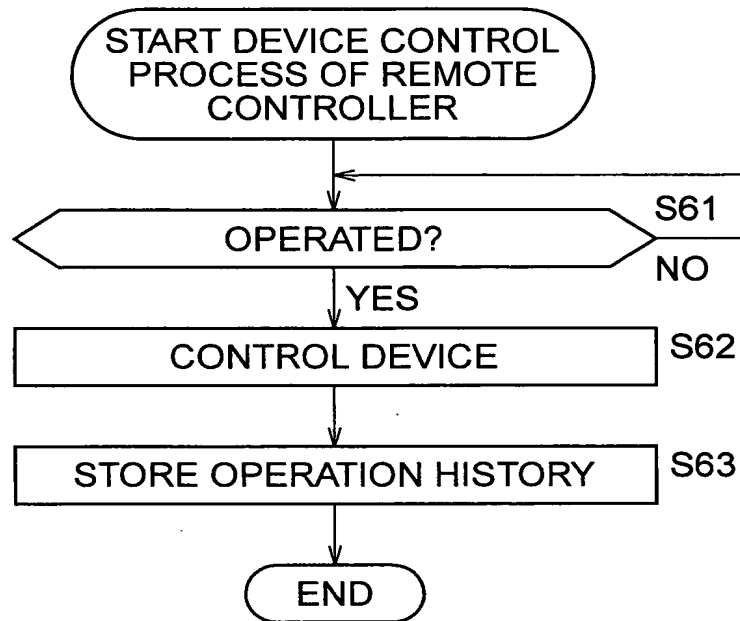 START DEVICE CONTROL
PROCESS OF REMOTE
CONTROLLER
S61
OPERATED?
NO
YES
CONTROL DEVICE
S62
STORE OPERATION HISTORY
S63
END